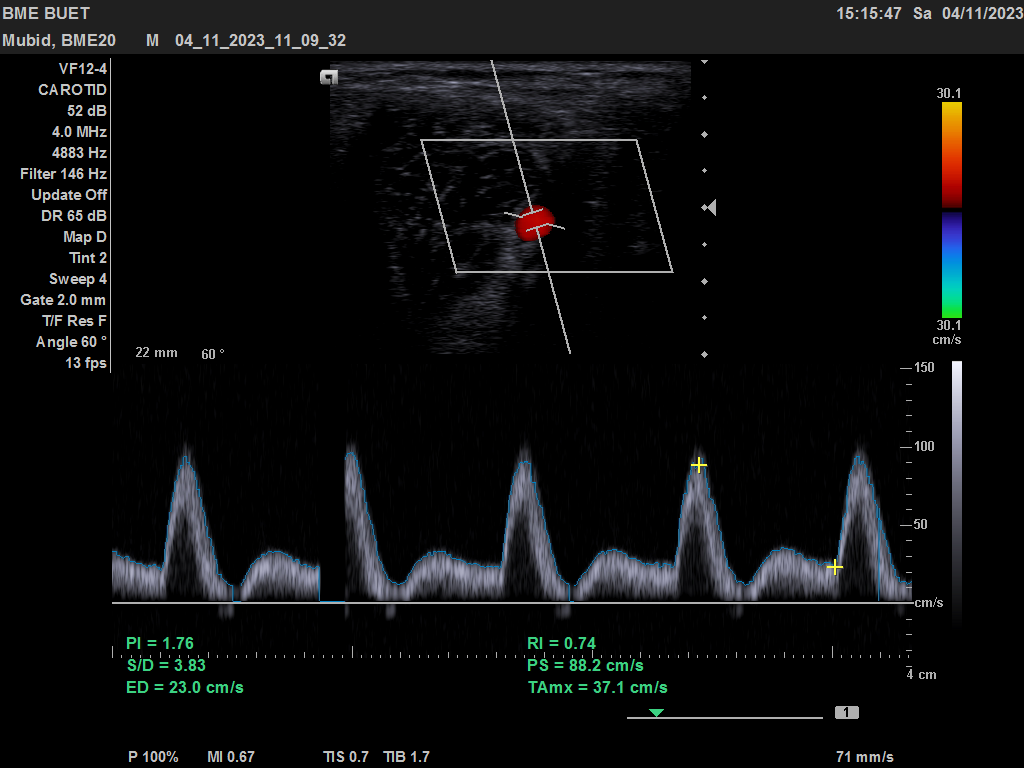 BME BUET 15:15:47 Sa 04/11/2023
Mubid, BME20 M 04_11_2023_11_09_32
VF12-4
CAROTID
52 dB
4.0 MHz
4883 Hz
Filter 146 Hz
Update Off
DR 65 dB
Map D
Tint 2
Sweep 4
Gate 2.0 mm
T/F Res F
Angle 60 °
13 fps
22 mm 60 °
30.1
30.1
cm/s
150
100
50
cm/s
PI = 1.76 RI = 0.74
S/D = 3.83 PS = 88.2 cm/s
ED = 23.0 cm/s TAmx = 37.1 cm/s
4 cm
1
P 100% MI 0.67 TIS 0.7 TIB 1.7 71 mm/s